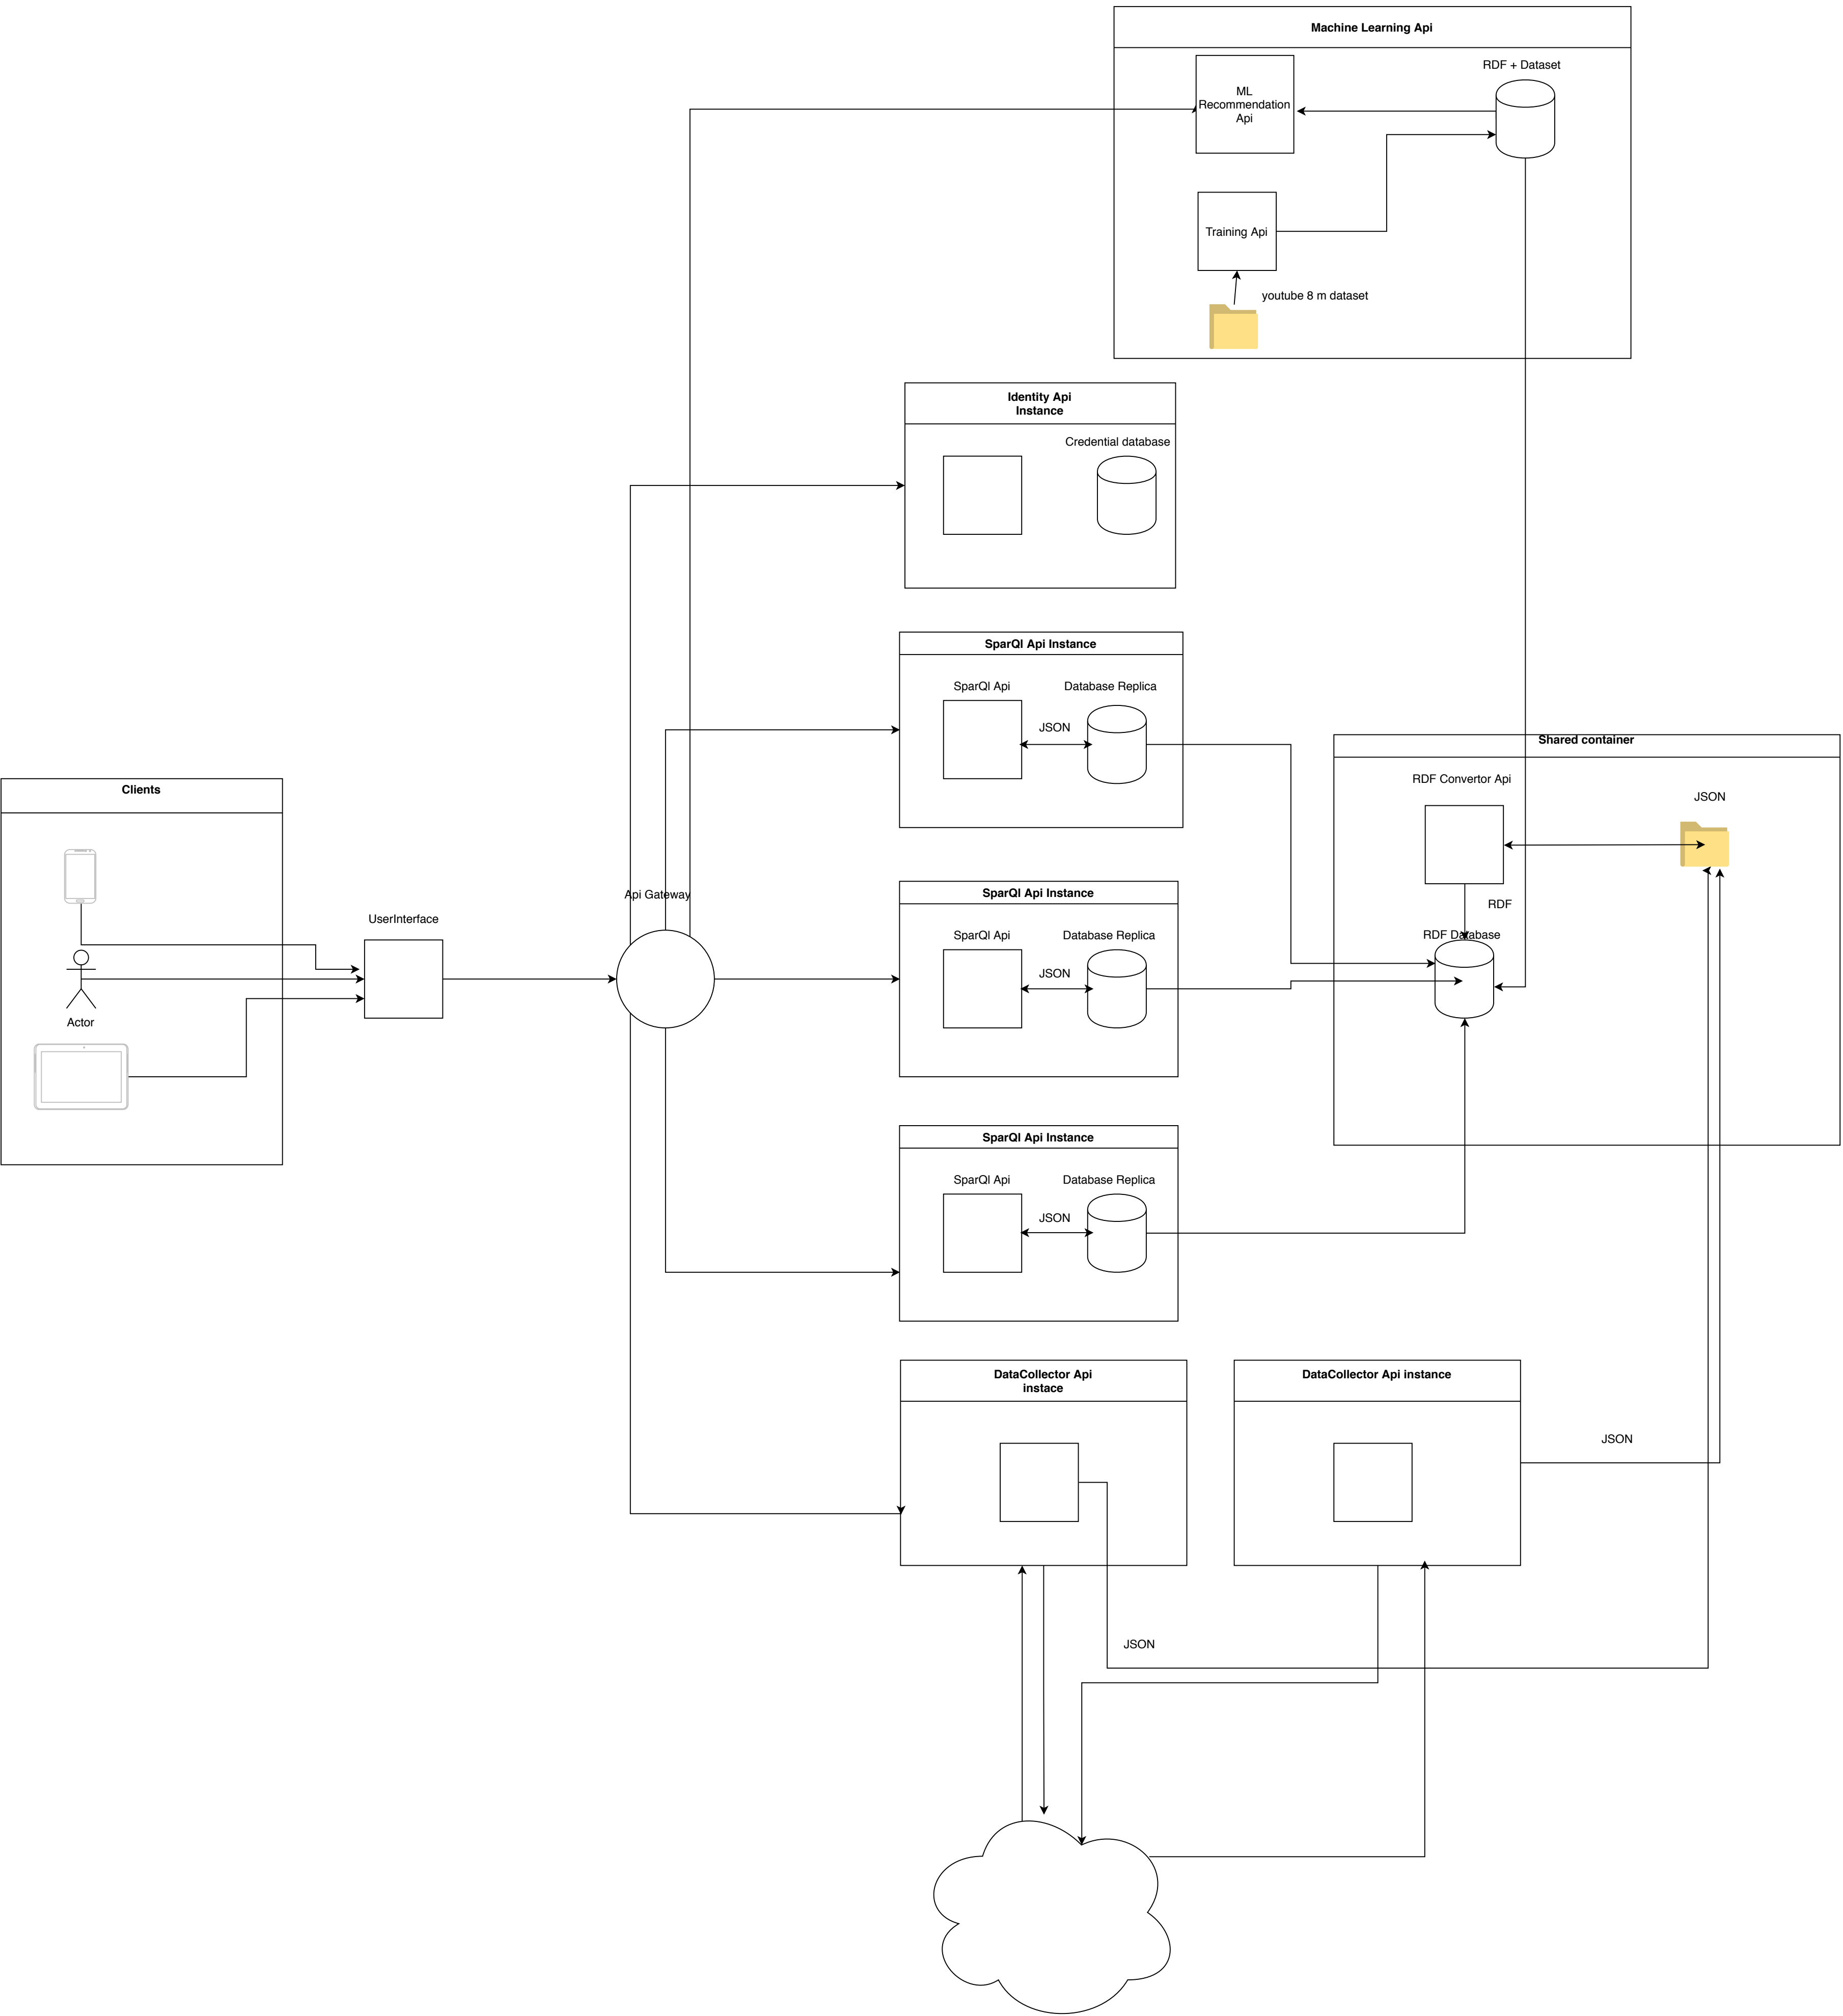 Machine Learning Api
RDF + Dataset
ML
Recommendation
Api
Training Api
youtube 8 m dataset
Identity Api
Instance
Credential database
SparQl Api Instance
SparQl Api
Database Replica
JSON
Shared container
RDF Convertor Api
JSON
RDF
RDF Database
Clients
Actor
UserInterface
Api Gateway
SparQl Api Instance
SparQl Api
Database Replica
JSON
SparQl Api Instance
SparQl Api
Database Replica
JSON
DataCollector Api
instace
DataCollector Api instance
JSON
JSON